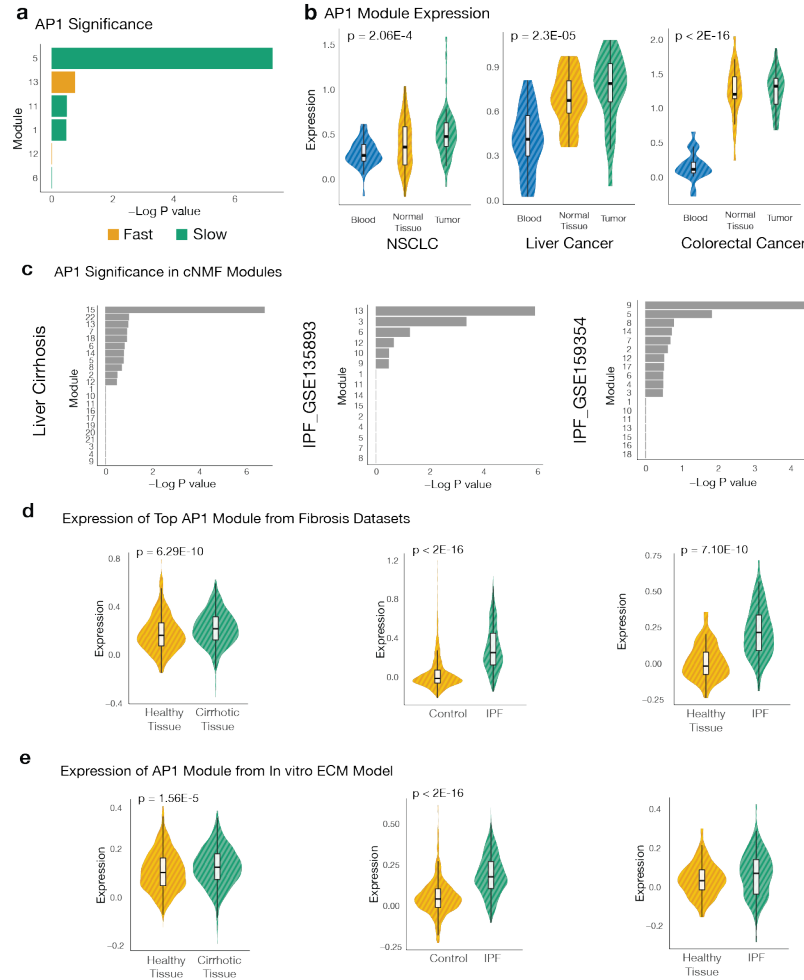 a
AP1 Significance
5
13
11
1
12
6
Module
0
2
4
6
−Log P value
Fast
Slow
b
AP1 Module Expression
Expression
p = 2.06E-4
1.5
1.0
0.5
0.0
Blood
Normal
Tissue
Tumor
NSCLC
p = 2.3E-05
0.9
0.6
0.3
0.0
Blood
Normal
Tissue
Tumor
Liver Cancer
p < 2E-16
2.0
1.5
1.0
0.5
0.0
Blood
Normal
Tissue
Tumor
Colorectal Cancer
c
AP1 Significance in cNMF Modules
Liver Cirrhosis
Module
15
22
13
7
18
6
14
5
8
2
12
1
10
11
16
17
19
20
21
3
4
9
0
2
4
6
−Log P value
IPF_GSE135893
Module
13
3
6
12
10
9
1
11
14
15
2
4
5
7
8
0
2
4
6
−Log P value
IPF_GSE159354
Module
9
5
8
14
7
2
12
17
6
4
3
1
10
11
13
15
16
18
0
1
2
3
4
−Log P value
d
Expression of Top AP1 Module from Fibrosis Datasets
p = 6.29E-10
Expression
0.8
0.4
0.0
−0.4
Healthy
Tissue
Cirrhotic
Tissue
p < 2E-16
Expression
1.2
0.8
0.4
0.0
Control
IPF
p = 7.10E-10
Expression
0.75
0.50
0.25
0.00
−0.25
Healthy
Tissue
IPF
e
Expression of AP1 Module from In vitro ECM Model
p = 1.56E-5
Expression
0.4
0.2
0.0
−0.2
Healthy
Tissue
Cirrhotic
Tissue
p < 2E-16
Expression
0.50
0.25
0.00
−0.25
Control
IPF
Expression
0.4
0.2
0.0
−0.2
Healthy
Tissue
IPF